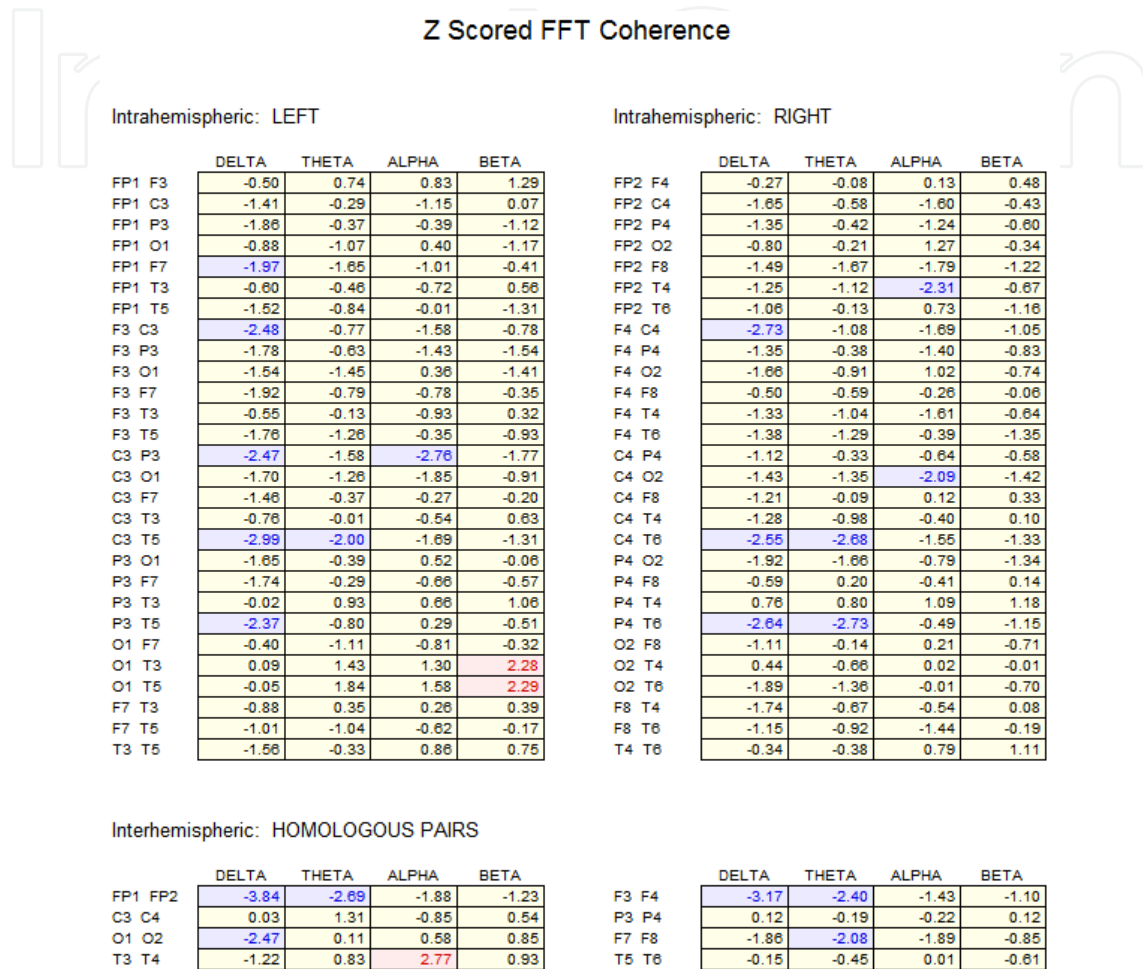 Z Scored FFT Coherence
Intrahemispheric: LEFT
DELTA THETA ALPHA BETA
FP1 F3 -0.50 0.74 0.83 1.29
FP1 C3 -1.41 -0.29 -1.15 0.07
FP1 P3 -1.86 -0.37 -0.39 -1.12
FP1 O1 -0.88 -1.07 0.40 -1.17
FP1 F7 -1.97 -1.65 -1.01 -0.41
FP1 T3 -0.60 -0.46 -0.72 0.56
FP1 T5 -1.52 -0.84 -0.01 -1.31
F3 C3 -2.48 -0.77 -1.58 -0.78
F3 P3 -1.78 -0.63 -1.43 -1.54
F3 O1 -1.54 -1.45 0.36 -1.41
F3 F7 -1.92 -0.79 -0.78 -0.35
F3 T3 -0.55 -0.13 -0.93 0.32
F3 T5 -1.76 -1.26 -0.35 -0.93
C3 P3 -2.47 -1.58 -2.76 -1.77
C3 O1 -1.70 -1.26 -1.85 -0.91
C3 F7 -1.46 -0.37 -0.27 -0.20
C3 T3 -0.76 -0.01 -0.54 0.63
C3 T5 -2.99 -2.00 -1.69 -1.31
P3 O1 -1.65 -0.39 0.52 -0.06
P3 F7 -1.74 -0.29 -0.66 -0.57
P3 T3 -0.02 0.93 0.66 1.06
P3 T5 -2.37 -0.80 0.29 -0.51
O1 F7 -0.40 -1.11 -0.81 -0.32
O1 T3 0.09 1.43 1.30 2.28
O1 T5 -0.05 1.84 1.58 2.29
F7 T3 -0.88 0.35 0.26 0.39
F7 T5 -1.01 -1.04 -0.62 -0.17
T3 T5 -1.56 -0.33 0.86 0.75
Intrahemispheric: RIGHT
DELTA THETA ALPHA BETA
FP2 F4 -0.27 -0.08 0.13 0.48
FP2 C4 -1.65 -0.58 -1.60 -0.43
FP2 P4 -1.35 -0.42 -1.24 -0.60
FP2 O2 -0.80 -0.21 1.27 -0.34
FP2 F8 -1.49 -1.67 -1.79 -1.22
FP2 T4 -1.25 -1.12 -2.31 -0.67
FP2 T6 -1.06 -0.13 0.73 -1.16
F4 C4 -2.73 -1.08 -1.69 -1.05
F4 P4 -1.35 -0.38 -1.40 -0.83
F4 O2 -1.66 -0.91 1.02 -0.74
F4 F8 -0.50 -0.59 -0.26 -0.06
F4 T4 -1.33 -1.04 -1.61 -0.64
F4 T6 -1.38 -1.29 -0.39 -1.35
C4 P4 -1.12 -0.33 -0.64 -0.58
C4 O2 -1.43 -1.35 -2.09 -1.42
C4 F8 -1.21 -0.09 0.12 0.33
C4 T4 -1.28 -0.98 -0.40 0.10
C4 T6 -2.55 -2.68 -1.55 -1.33
P4 O2 -1.92 -1.66 -0.79 -1.34
P4 F8 -0.59 0.20 -0.41 0.14
P4 T4 0.76 0.80 1.09 1.18
P4 T6 -2.64 -2.73 -0.49 -1.15
O2 F8 -1.11 -0.14 0.21 -0.71
O2 T4 0.44 -0.66 0.02 -0.01
O2 T6 -1.89 -1.36 -0.01 -0.70
F8 T4 -1.74 -0.67 -0.54 0.08
F8 T6 -1.15 -0.92 -1.44 -0.19
T4 T6 -0.34 -0.38 0.79 1.11
Interhemispheric: HOMOLOGOUS PAIRS
DELTA THETA ALPHA BETA
FP1 FP2 -3.84 -2.69 -1.88 -1.23
C3 C4 0.03 1.31 -0.85 0.54
O1 O2 -2.47 0.11 0.58 0.85
T3 T4 -1.22 0.83 2.77 0.93
DELTA THETA ALPHA BETA
F3 F4 -3.17 -2.40 -1.43 -1.10
P3 P4 0.12 -0.19 -0.22 0.12
F7 F8 -1.86 -2.08 -1.89 -0.85
T5 T6 -0.15 -0.45 0.01 -0.61